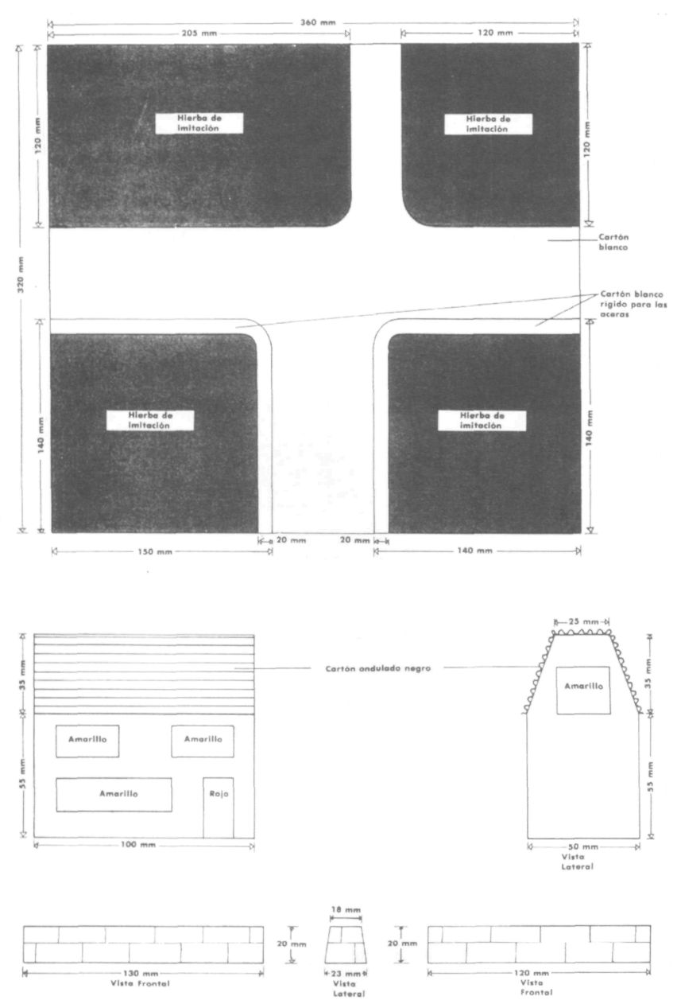 360 mm
205 mm
120 mm
Hierba de
imitación
Hierba de
imitación
120 mm
120 mm
320 mm
Cartón
blanco
Cartón blanco
rigido para las
aceras
Hierba de
imitación
Hierba de
imitación
140 mm
140 mm
150 mm
20 mm
20 mm
140 mm
25 mm
35 mm
Cartón ondulado negro
Amarillo
35 mm
Amarillo
Amarillo
Amarillo
Rojo
55 mm
55 mm
100 mm
50 mm
Vista
Lateral
18 mm
20 mm
20 mm
130 mm
Vista Frontal
23 mm
Vista
Lateral
120 mm
Vista
Frontal